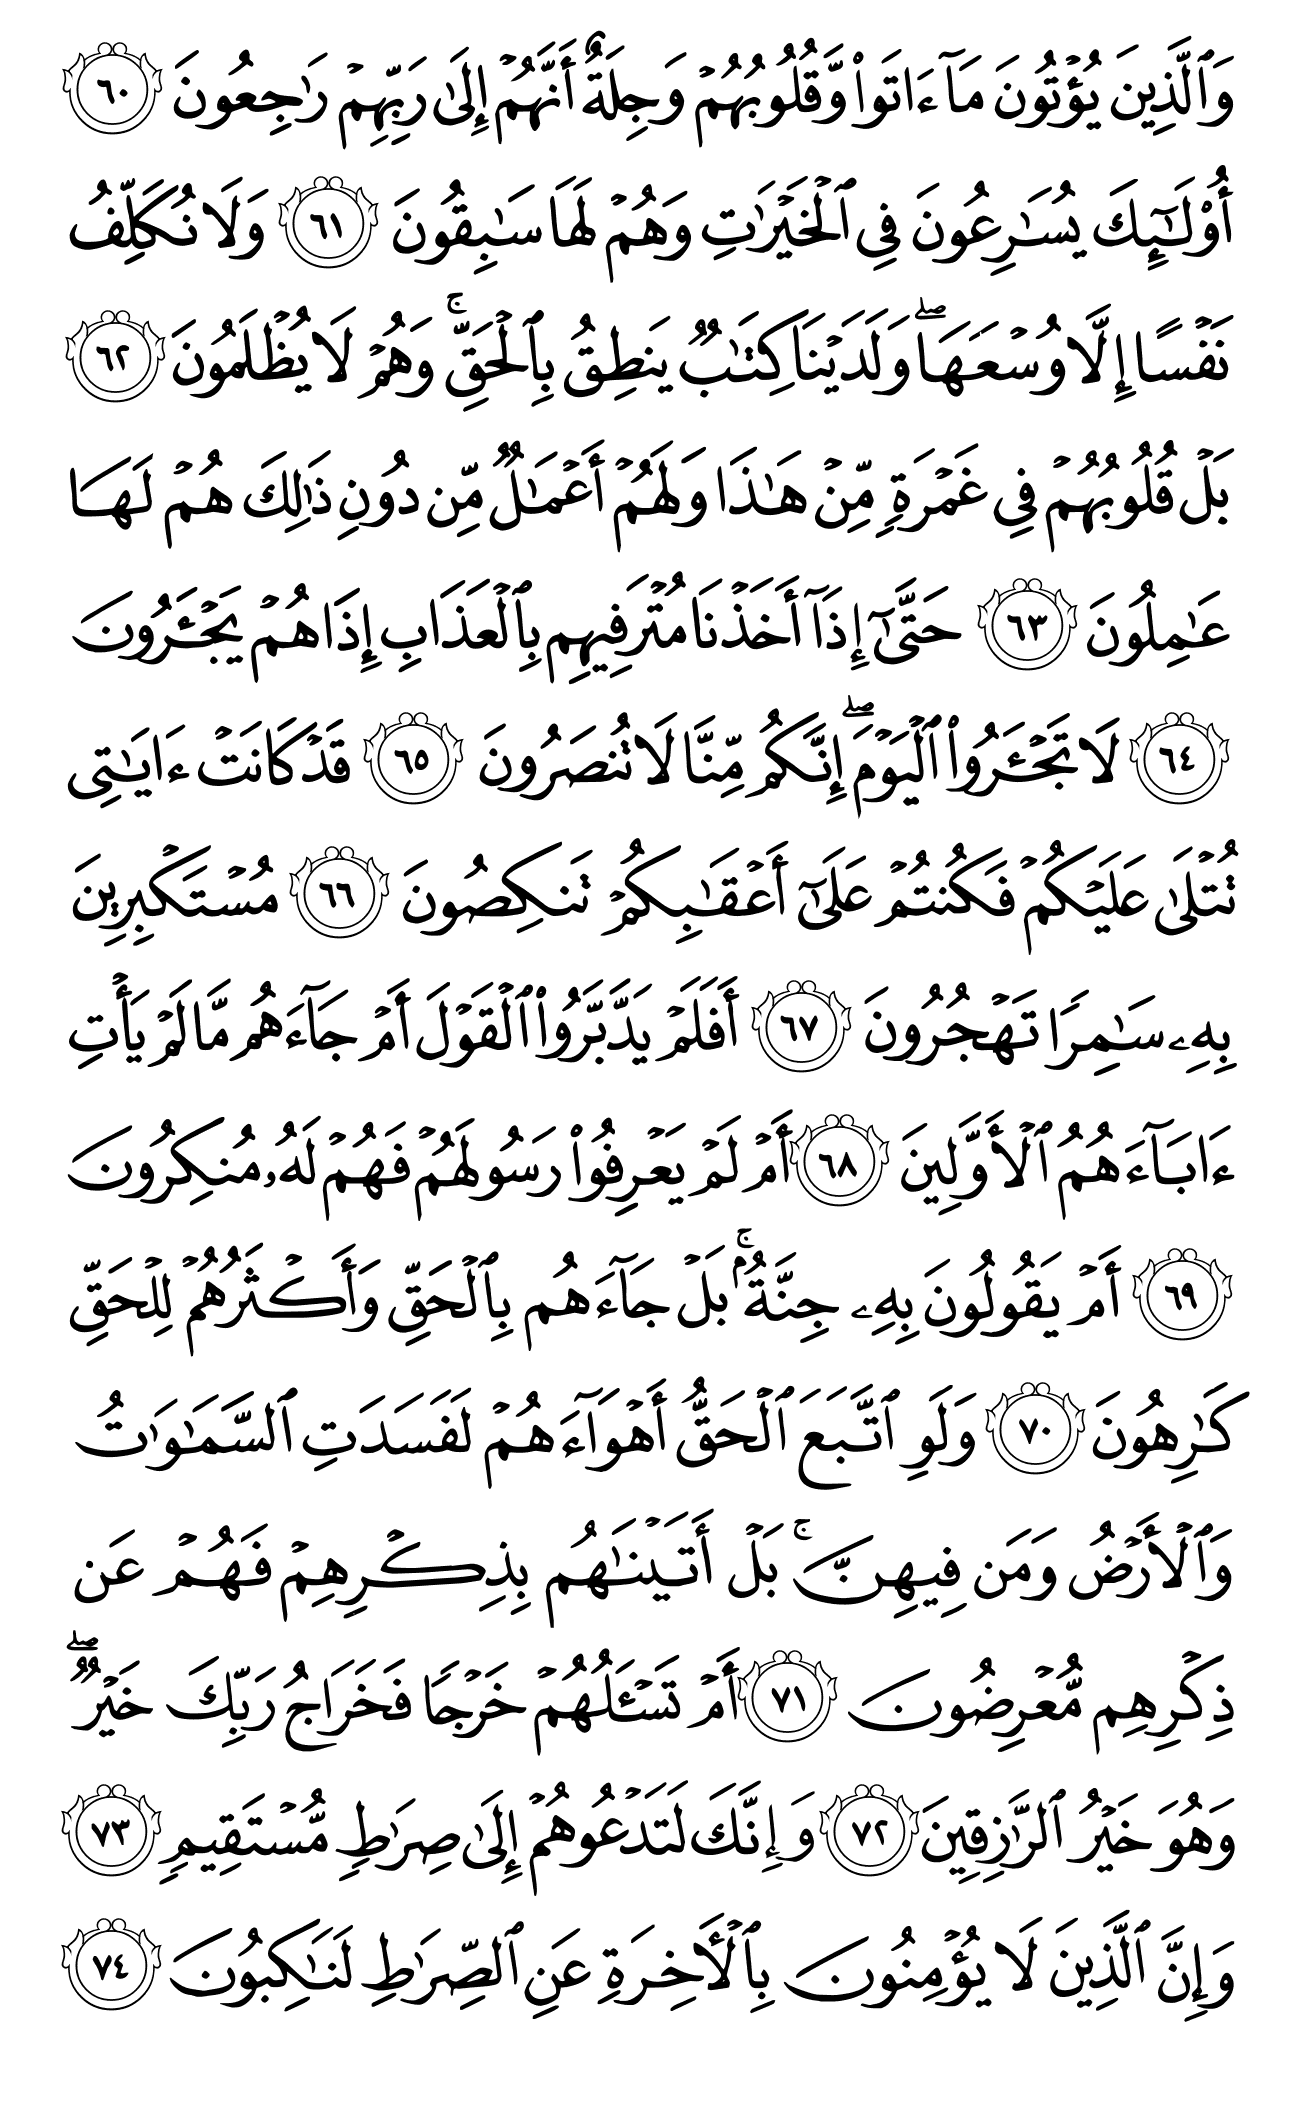 وَٱلَّذِينَ يُؤۡتُونَ مَآ ءَاتَواْ وَّقُلُوبُهُمۡ وَجِلَةٌ أَنَّهُمۡ إِلَىٰ رَبِّهِمۡ رَٰجِعُونَ ٦٠
أُوْلَٰٓئِكَ يُسَٰرِعُونَ فِي ٱلۡخَيۡرَٰتِ وَهُمۡ لَهَا سَٰبِقُونَ ٦١ وَلَا نُكَلِّفُ
نَفۡسًا إِلَّا وُسۡعَهَاۖ وَلَدَيۡنَا كِتَٰبٞ يَنطِقُ بِٱلۡحَقِّۚ وَهُمۡ لَا يُظۡلَمُونَ ٦٢
بَلۡ قُلُوبُهُمۡ فِي غَمۡرَةٖ مِّنۡ هَٰذَا وَلَهُمۡ أَعۡمَٰلٞ مِّن دُونِ ذَٰلِكَ هُمۡ لَهَا
عَٰمِلُونَ ٦٣ حَتَّىٰٓ إِذَآ أَخَذۡنَا مُتۡرَفِيهِم بِٱلۡعَذَابِ إِذَا هُمۡ يَجۡـَٔرُونَ
٦٤ لَا تَجۡـَٔرُواْ ٱلۡيَوۡمَۖ إِنَّكُم مِّنَّا لَا تُنصَرُونَ ٦٥ قَدۡ كَانَتۡ ءَايَٰتِي
تُتۡلَىٰ عَلَيۡكُمۡ فَكُنتُمۡ عَلَىٰٓ أَعۡقَٰبِكُمۡ تَنكِصُونَ ٦٦ مُسۡتَكۡبِرِينَ
بِهِۦ سَٰمِرٗا تَهۡجُرُونَ ٦٧ أَفَلَمۡ يَدَّبَّرُواْ ٱلۡقَوۡلَ أَمۡ جَآءَهُم مَّا لَمۡ يَأۡتِ
ءَابَآءَهُمُ ٱلۡأَوَّلِينَ ٦٨ أَمۡ لَمۡ يَعۡرِفُواْ رَسُولَهُمۡ فَهُمۡ لَهُۥ مُنكِرُونَ
٦٩ أَمۡ يَقُولُونَ بِهِۦ جِنَّةُۢۚ بَلۡ جَآءَهُم بِٱلۡحَقِّ وَأَكۡثَرُهُمۡ لِلۡحَقِّ
كَٰرِهُونَ ٧٠ وَلَوِ ٱتَّبَعَ ٱلۡحَقُّ أَهۡوَآءَهُمۡ لَفَسَدَتِ ٱلسَّمَٰوَٰتُ
وَٱلۡأَرۡضُ وَمَن فِيهِنَّۚ بَلۡ أَتَيۡنَٰهُم بِذِكۡرِهِمۡ فَهُمۡ عَن
ذِكۡرِهِم مُّعۡرِضُونَ ٧١ أَمۡ تَسۡـَٔلُهُمۡ خَرۡجٗا فَخَرَاجُ رَبِّكَ خَيۡرٞۖ
وَهُوَ خَيۡرُ ٱلرَّٰزِقِينَ ٧٢ وَإِنَّكَ لَتَدۡعُوهُمۡ إِلَىٰ صِرَٰطٖ مُّسۡتَقِيمٖ ٧٣
وَإِنَّ ٱلَّذِينَ لَا يُؤۡمِنُونَ بِٱلۡأٓخِرَةِ عَنِ ٱلصِّرَٰطِ لَنَٰكِبُونَ ٧٤